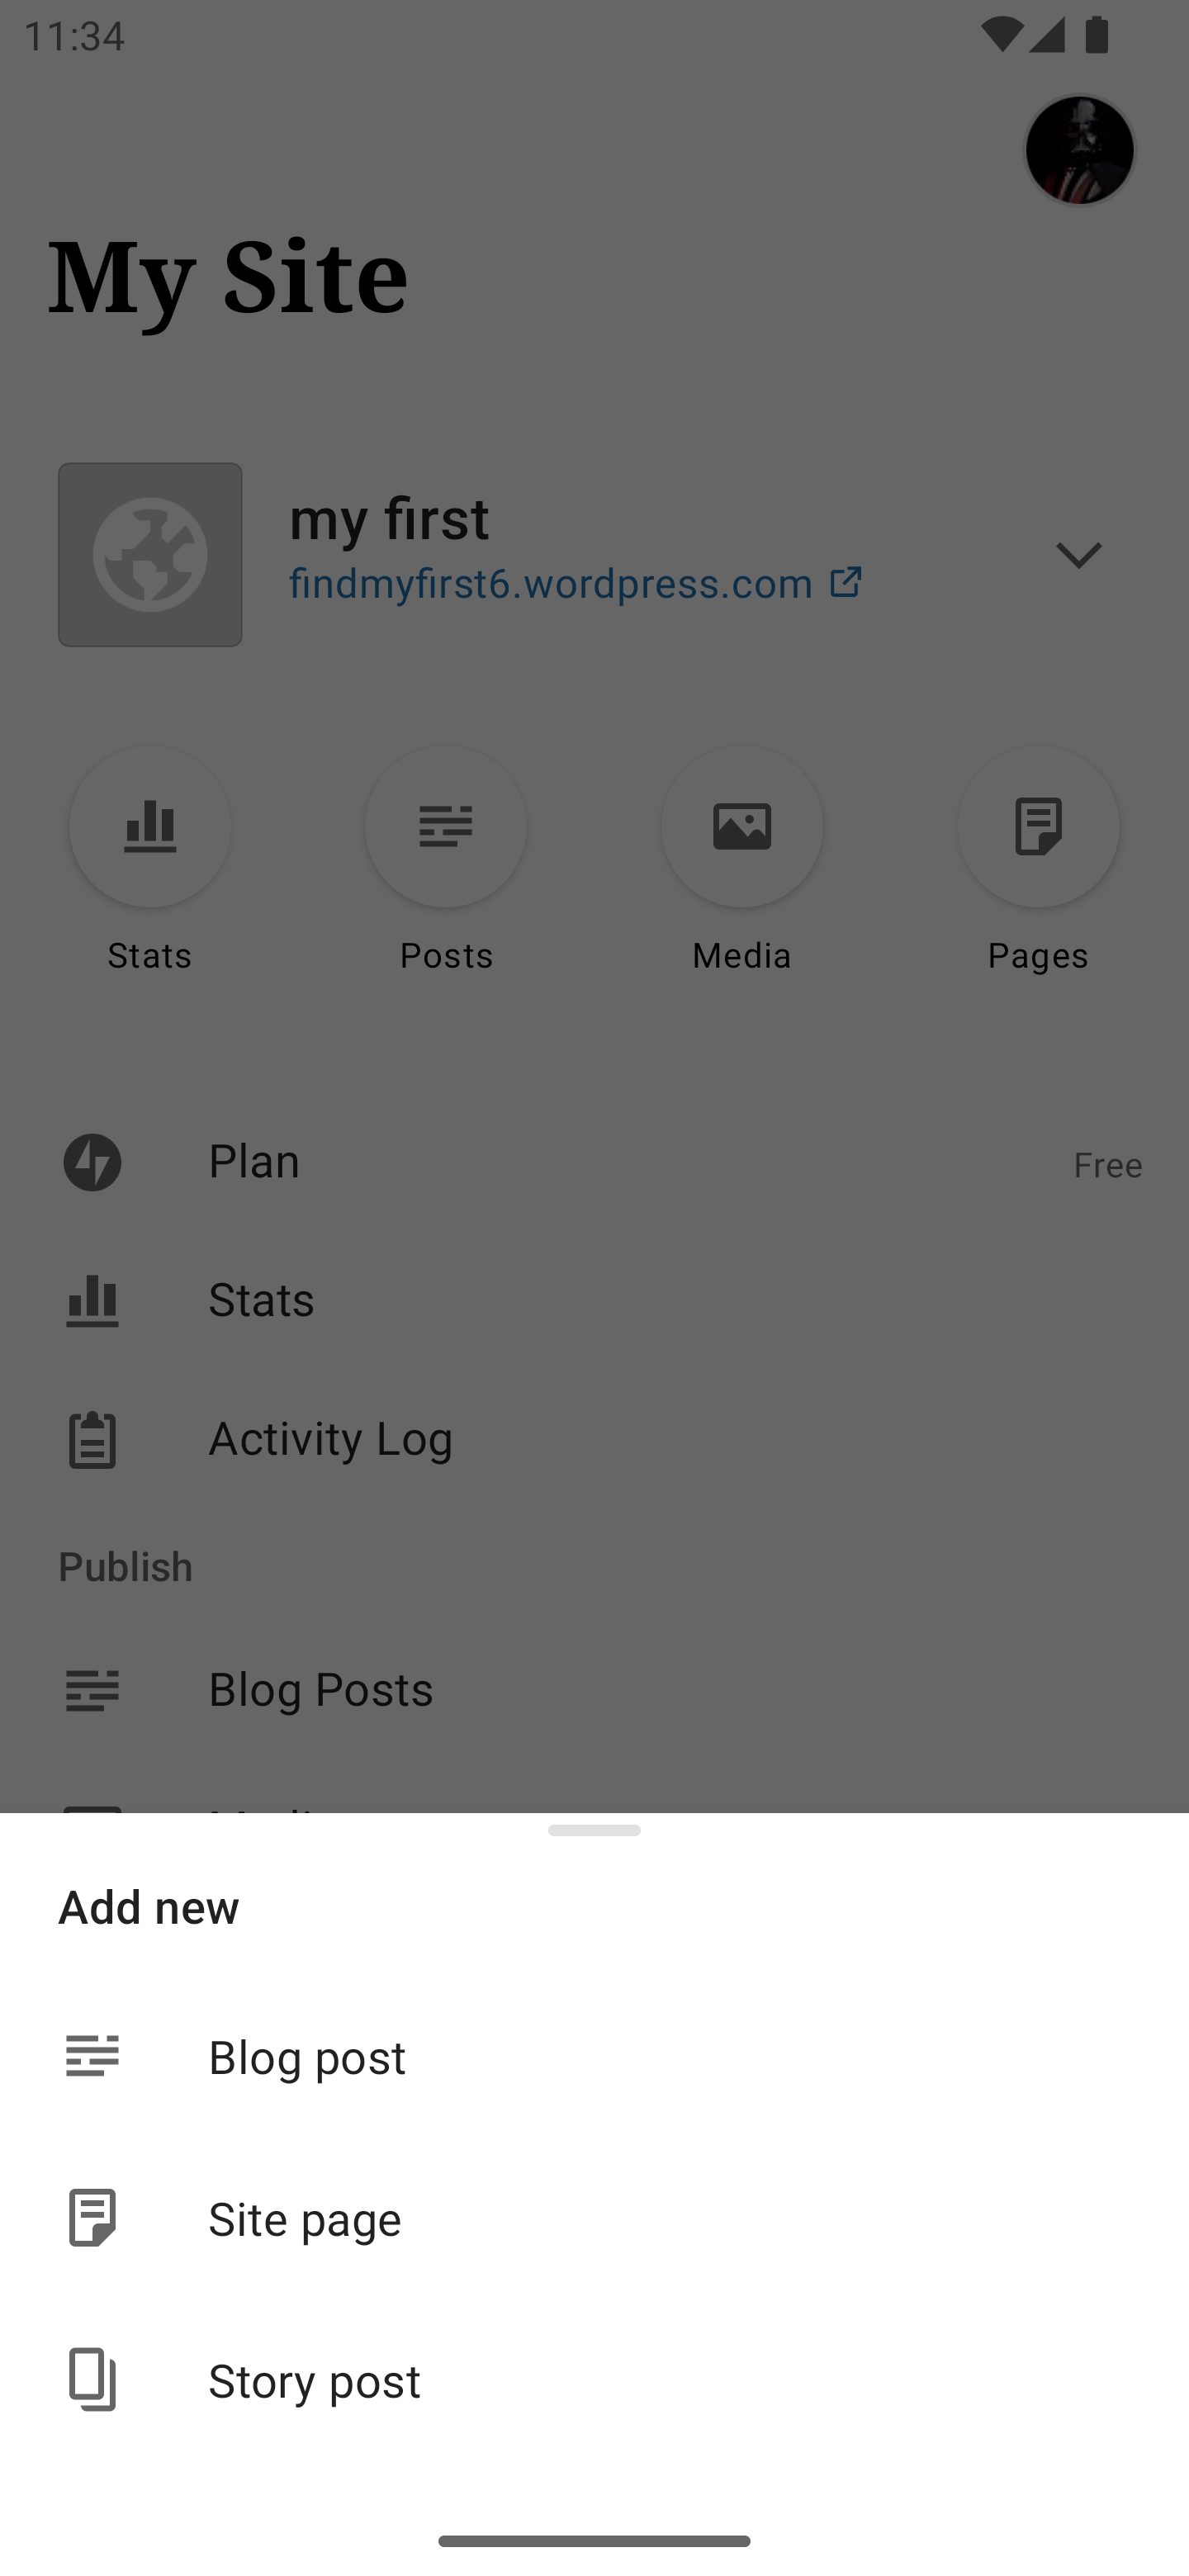 11:34
My Site
my first
findmyfirst6.wordpress.com
Stats
Posts
Media
Pages
Plan
Free
Stats
Activity Log
Publish
Blog Posts
Add new
Blog post
Site page
Story post